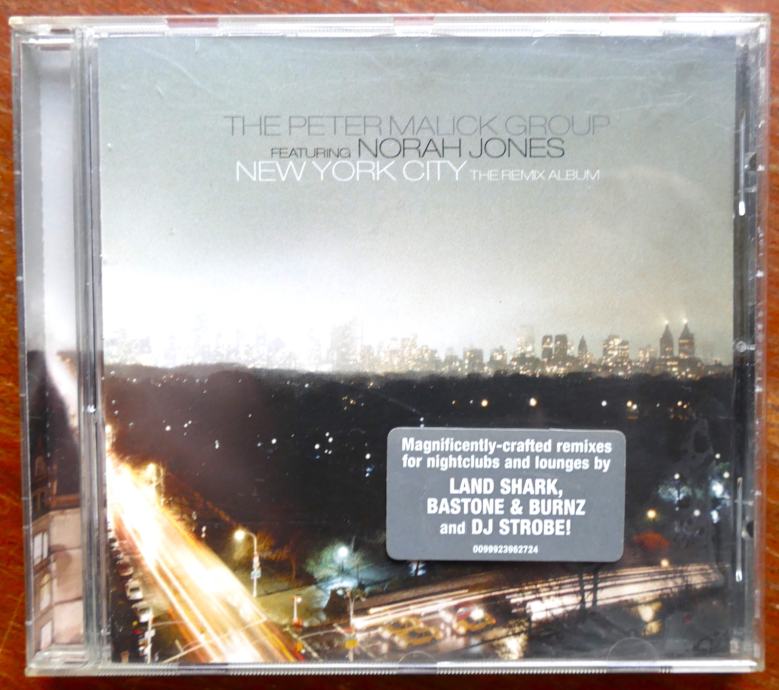 THE PETER MALICK GROUP
FEATURING NORAH JONES
NEW YORK CITY THE REMIX ALBUM
Magnificently-crafted remixes
for nightclubs and lounges by
LAND SHARK,
BASTONE & BURNZ
and DJ STROBE!
0099923962724